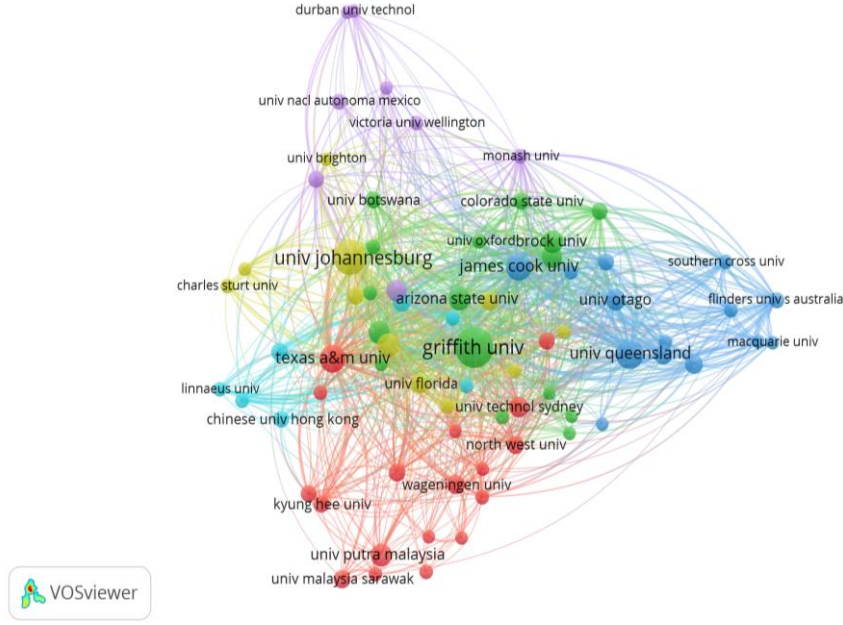 durban univ technol
univ nacl autonoma mexico
victoria univ wellington
univ brighton
monash univ
univ botswana
colorado state univ
univ oxford
brock univ
univ johannesburg
james cook univ
southern cross univ
charles sturt univ
arizona state univ
univ otago
flinders univ s australia
griffith univ
macquarie univ
texas a&m univ
univ queensland
linnaeus univ
univ florida
univ technol sydney
chinese univ hong kong
north west univ
wageningen univ
kyung hee univ
univ putra malaysia
univ malaysia sarawak
VOSviewer